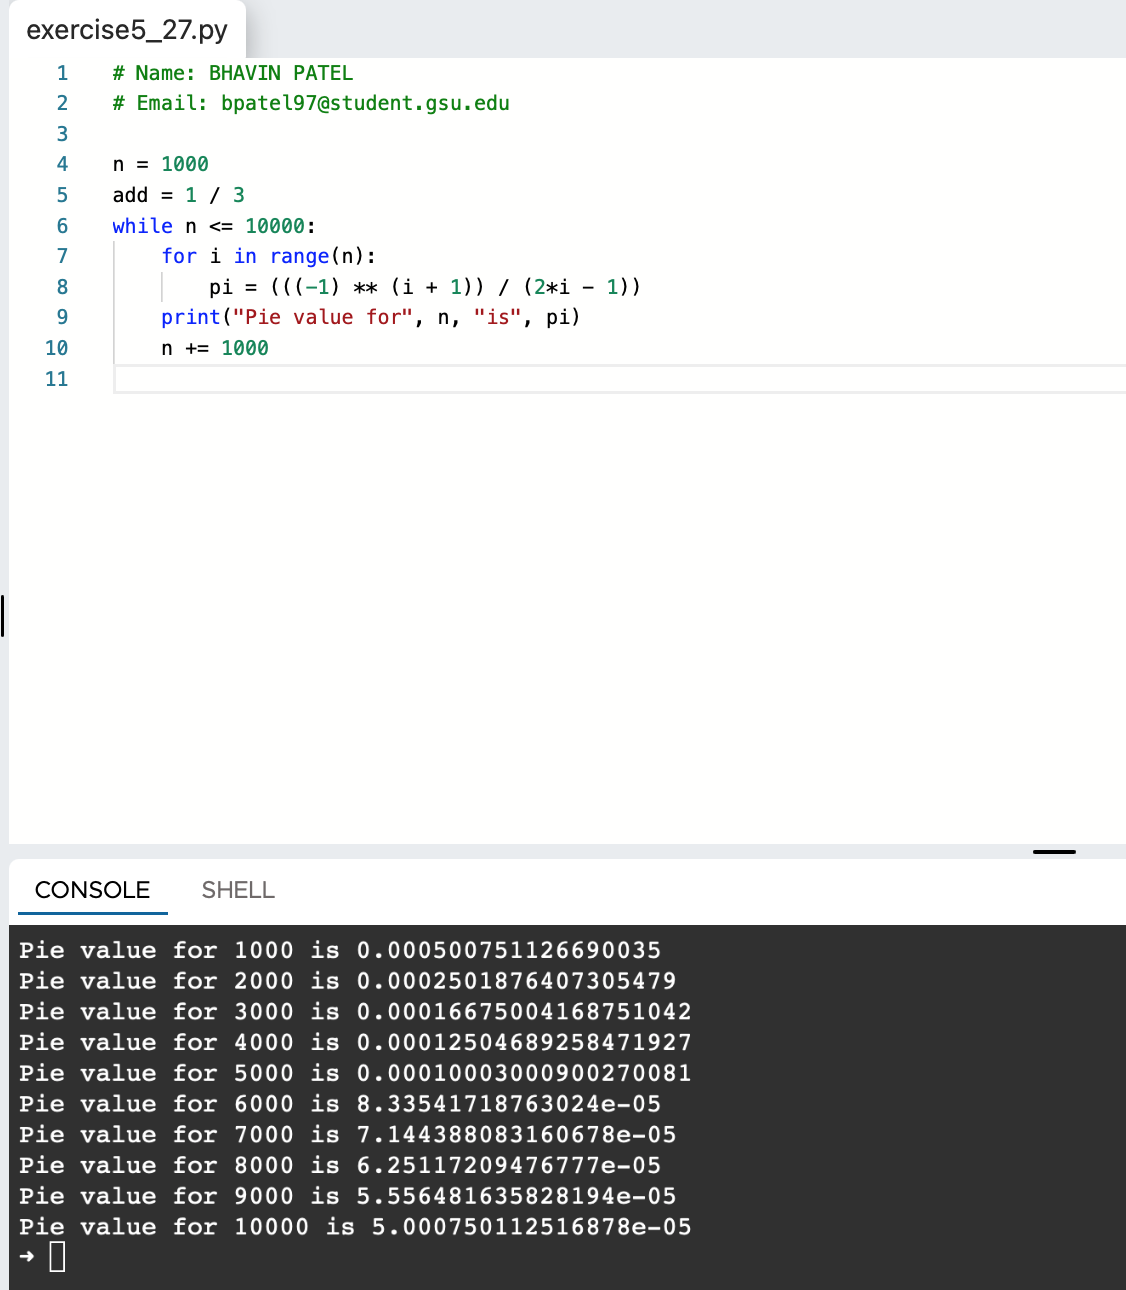 exercise5_27.py
1 # Name: BHAVIN PATEL
2 # Email: bpatel97@student.gsu.edu
3
4 n = 1000
5 add = 1 / 3
6 while n <= 10000:
7     for i in range(n):
8         pi = (((-1) ** (i + 1)) / (2*i - 1))
9     print("Pie value for", n, "is", pi)
10     n += 1000
11
CONSOLE SHELL
Pie value for 1000 is 0.000500751126690035
Pie value for 2000 is 0.0002501876407305479
Pie value for 3000 is 0.00016675004168751042
Pie value for 4000 is 0.00012504689258471927
Pie value for 5000 is 0.00010003000900270081
Pie value for 6000 is 8.33541718763024e-05
Pie value for 7000 is 7.144388083160678e-05
Pie value for 8000 is 6.25117209476777e-05
Pie value for 9000 is 5.556481635828194e-05
Pie value for 10000 is 5.000750112516878e-05
➜